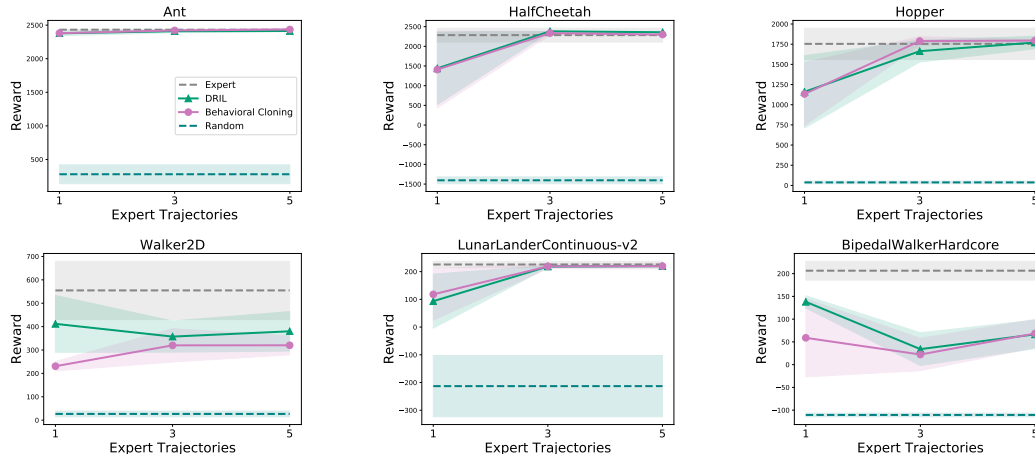 Ant
2500
2000
1500
1000
500
Reward
Expert
DRIL
Behavioral Cloning
Random
1 3 5
Expert Trajectories
HalfCheetah
2500
2000
1500
1000
500
0
−500
−1000
−1500
Reward
1 3 5
Expert Trajectories
Hopper
2000
1750
1500
1250
1000
750
500
250
0
Reward
1 3 5
Expert Trajectories
Walker2D
700
600
500
400
300
200
100
0
Reward
1 3 5
Expert Trajectories
LunarLanderContinuous-v2
200
100
0
−100
−200
−300
Reward
1 3 5
Expert Trajectories
BipedalWalkerHardcore
200
150
100
50
0
−50
−100
Reward
1 3 5
Expert Trajectories